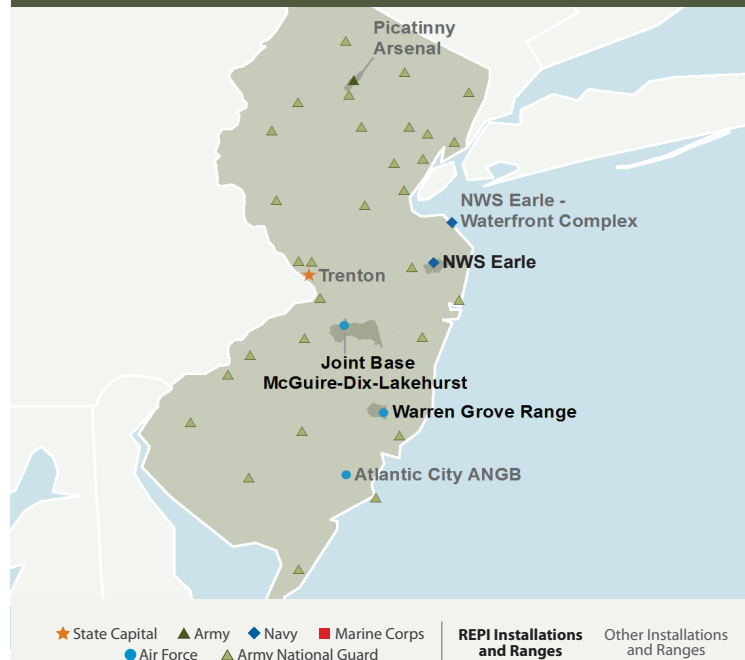 Picatinny
Arsenal
NWS Earle -
Waterfront Complex
NWS Earle
Trenton
Joint Base
McGuire-Dix-Lakehurst
Warren Grove Range
Atlantic City ANGB
State Capital Army Navy Marine Corps
Air Force Army National Guard
REPI Installations
and Ranges
Other Installations
and Ranges